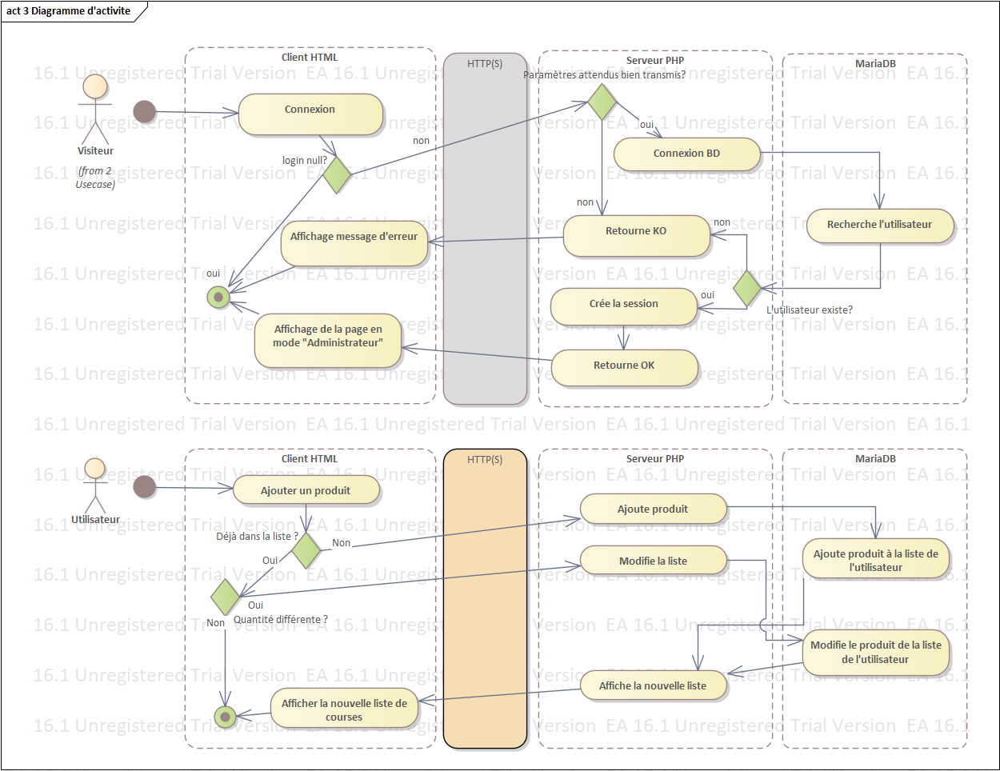 act 3 Diagramme d'activite
Client HTML
HTTP(S)
Serveur PHP
MariaDB
Paramètres attendus bien transmis?
Connexion
Visiteur
(from 2
Usecase)
login null?
non
oui
Connexion BD
non
Recherche l'utilisateur
Retourne KO
non
Affichage message d'erreur
oui
L'utilisateur existe?
oui
Crée la session
Affichage de la page en
mode "Administrateur"
Retourne OK
16.1 Unregistered Trial Version EA 16.1 Unregistered Trial Version EA 16.1 Unregistered Trial Version EA 16.1
Client HTML
HTTP(S)
Serveur PHP
MariaDB
Utilisateur
Ajouter un produit
Ajoute produit
Déjà dans la liste ?
Non
Oui
Modifie la liste
Ajoute produit à la liste de
l'utilisateur
Oui
Quantité différente ?
Non
Modifie le produit de la liste
de l'utilisateur
Affiche la nouvelle liste
Afficher la nouvelle liste de
courses